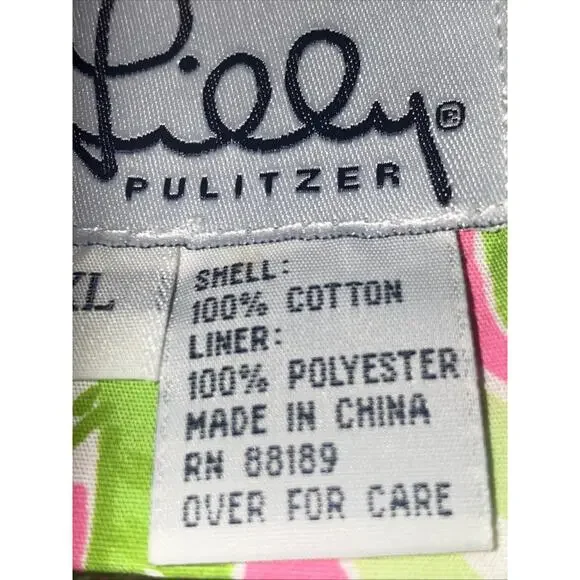 Lilly®
PULITZER
XL
SHELL:
100% COTTON
LINER:
100% POLYESTER
MADE IN CHINA
RN 88189
OVER FOR CARE